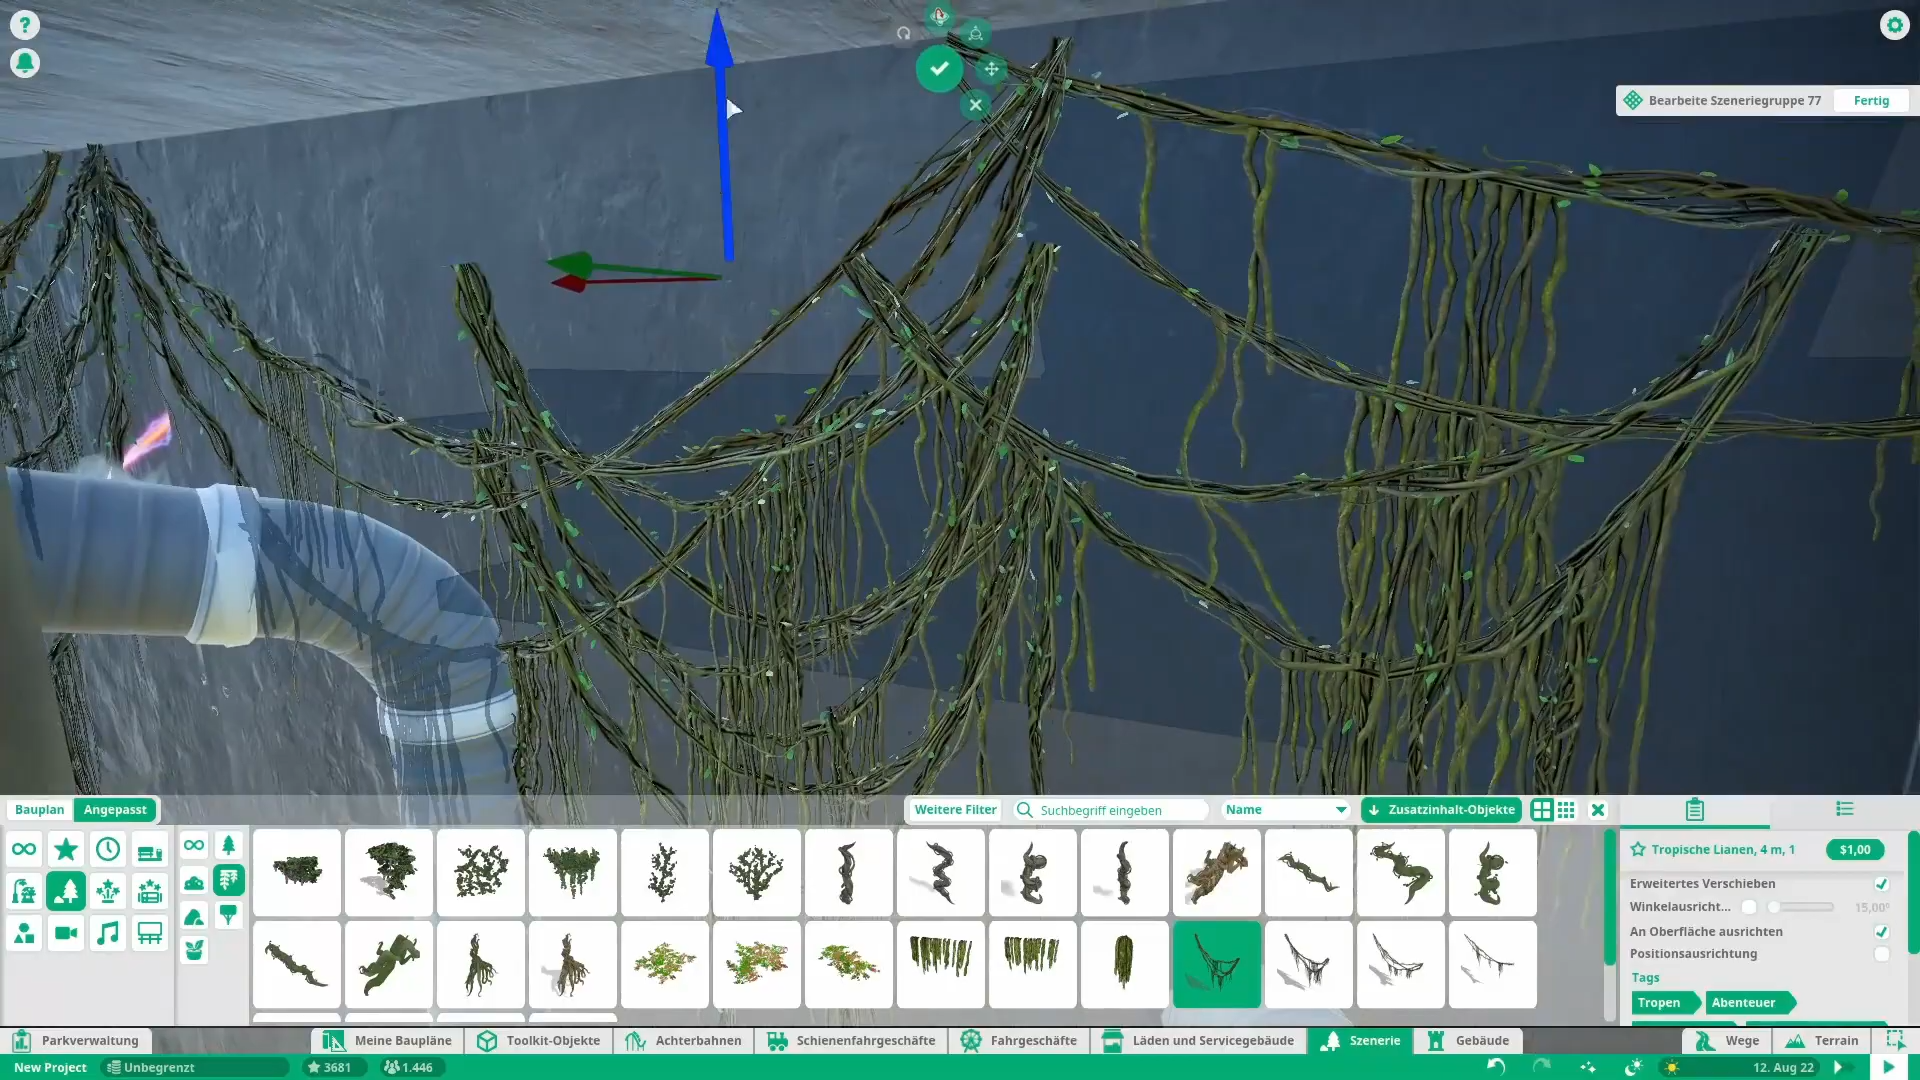 ?
Bearbeite Szeneriegruppe 77
Fertig
Bauplan
Angepasst
Weitere Filter
Suchbegriff eingeben
Name
Zusatzinhalt-Objekte
Tropische Lianen, 4 m, 1
$1,00
Erweitertes Verschieben
Winkelausricht...
15,00°
An Oberfläche ausrichten
Positionsausrichtung
Tags
Tropen
Abenteuer
Parkverwaltung
Meine Baupläne
Toolkit-Objekte
Achterbahnen
Schienenfahrgeschäfte
Fahrgeschäfte
Läden und Servicegebäude
Szenerie
Gebäude
Wege
Terrain
New Project
Unbegrenzt
3681
1.446
12. Aug 22